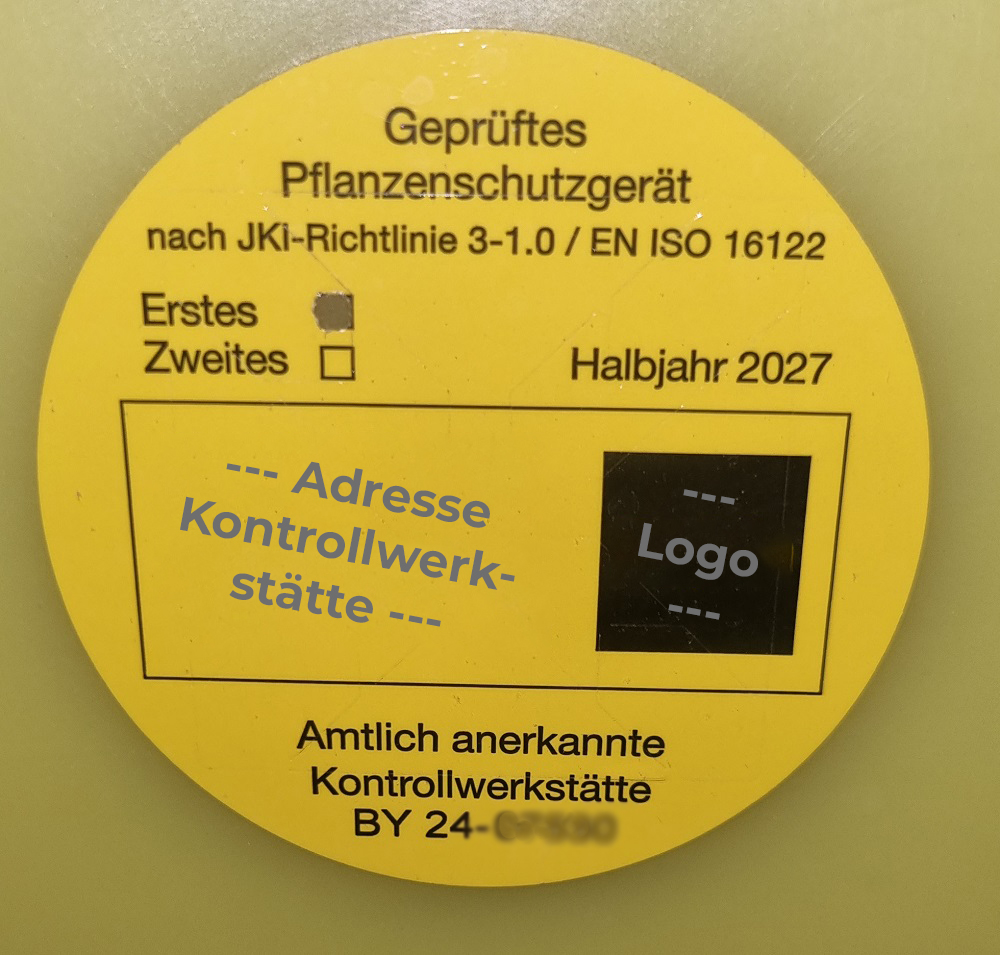 Geprüftes
Pflanzenschutzgerät
nach JKI-Richtlinie 3-1.0 / EN ISO 16122
Erstes
Zweites Halbjahr 2027
--- Adresse
Kontrollwerk-
stätte ---
---
Logo
---
Amtlich anerkannte
Kontrollwerkstätte
BY 24-